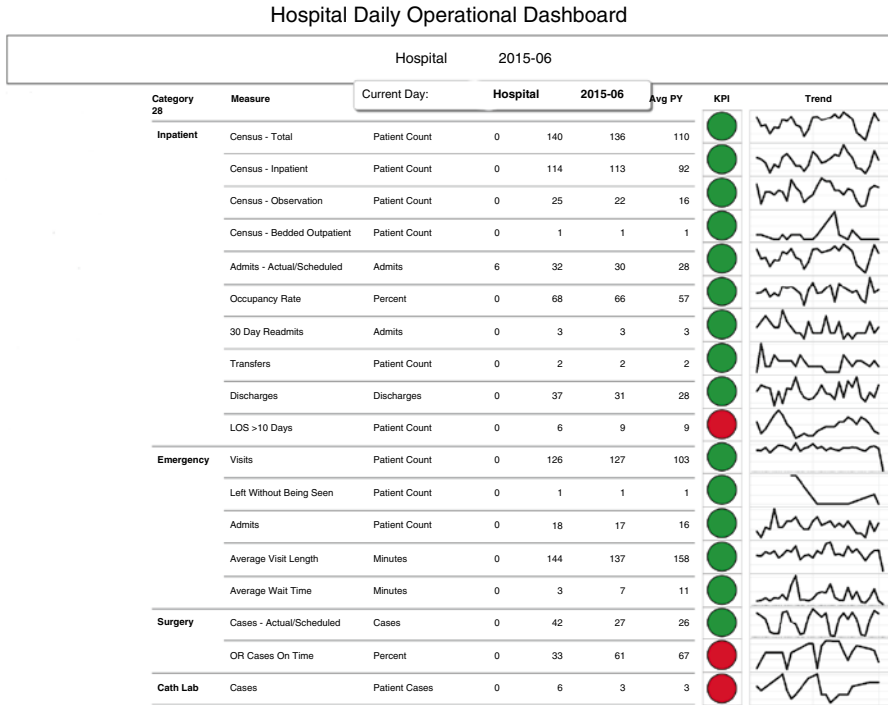 Hospital Daily Operational Dashboard
Hospital 2015-06
Current Day: Hospital 2015-06
Category Measure Avg PY KPI Trend
28
Inpatient Census - Total Patient Count 0 140 136 110
Census - Inpatient Patient Count 0 114 113 92
Census - Observation Patient Count 0 25 22 16
Census - Bedded Outpatient Patient Count 0 1 1 1
Admits - Actual/Scheduled Admits 6 32 30 28
Occupancy Rate Percent 0 68 66 57
30 Day Readmits Admits 0 3 3 3
Transfers Patient Count 0 2 2 2
Discharges Discharges 0 37 31 28
LOS >10 Days Patient Count 0 6 9 9
Emergency Visits Patient Count 0 126 127 103
Left Without Being Seen Patient Count 0 1 1 1
Admits Patient Count 0 18 17 16
Average Visit Length Minutes 0 144 137 158
Average Wait Time Minutes 0 3 7 11
Surgery Cases - Actual/Scheduled Cases 0 42 27 26
OR Cases On Time Percent 0 33 61 67
Cath Lab Cases Patient Cases 0 6 3 3